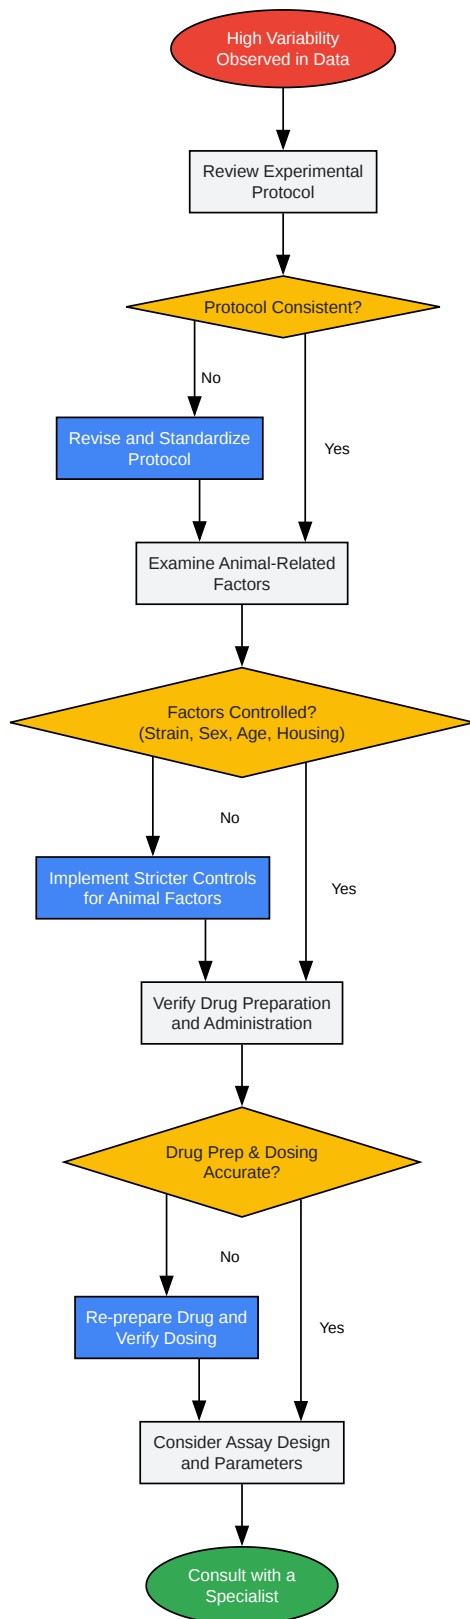 High Variability
Observed in Data
Review Experimental
Protocol
Protocol Consistent?
No
Revise and Standardize
Protocol
Yes
Examine Animal-Related
Factors
Factors Controlled?
(Strain, Sex, Age, Housing)
No
Implement Stricter Controls
for Animal Factors
Yes
Verify Drug Preparation
and Administration
Drug Prep & Dosing
Accurate?
No
Re-prepare Drug and
Verify Dosing
Yes
Consider Assay Design
and Parameters
Consult with a
Specialist